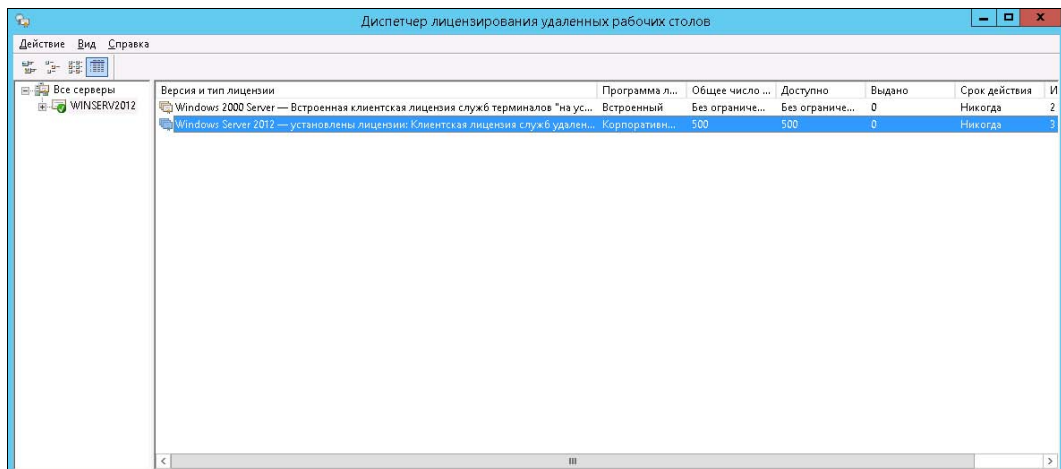 Диспетчер лицензирования удаленных рабочих столов
Действие Вид Справка
Все серверы
WINSERV2012
Версия и тип лицензии Программа л... Общее число ... Доступно Выдано Срок действия И
Windows 2000 Server — Встроенная клиентская лицензия служб терминалов "на ус... Встроенный Без ограниче... Без ограниче... 0 Никогда 2
Windows Server 2012 — установлены лицензии: Клиентская лицензия служб удален... Корпоративн... 500 500 0 Никогда 3